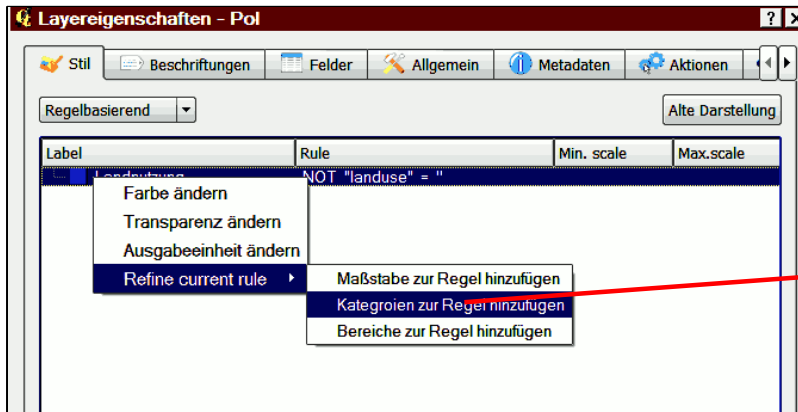 Layereigenschaften - Pol
Stil Beschriftungen Felder Allgemein Metadaten Aktionen
Regelbasierend Alte Darstellung
Label Rule Min. scale Max.scale
Landnutzung NOT "landuse" = ''
Farbe ändern
Transparenz ändern
Ausgabeeinheit ändern
Refine current rule
Maßstabe zur Regel hinzufügen
Kategroien zur Regel hinzufügen
Bereiche zur Regel hinzufügen